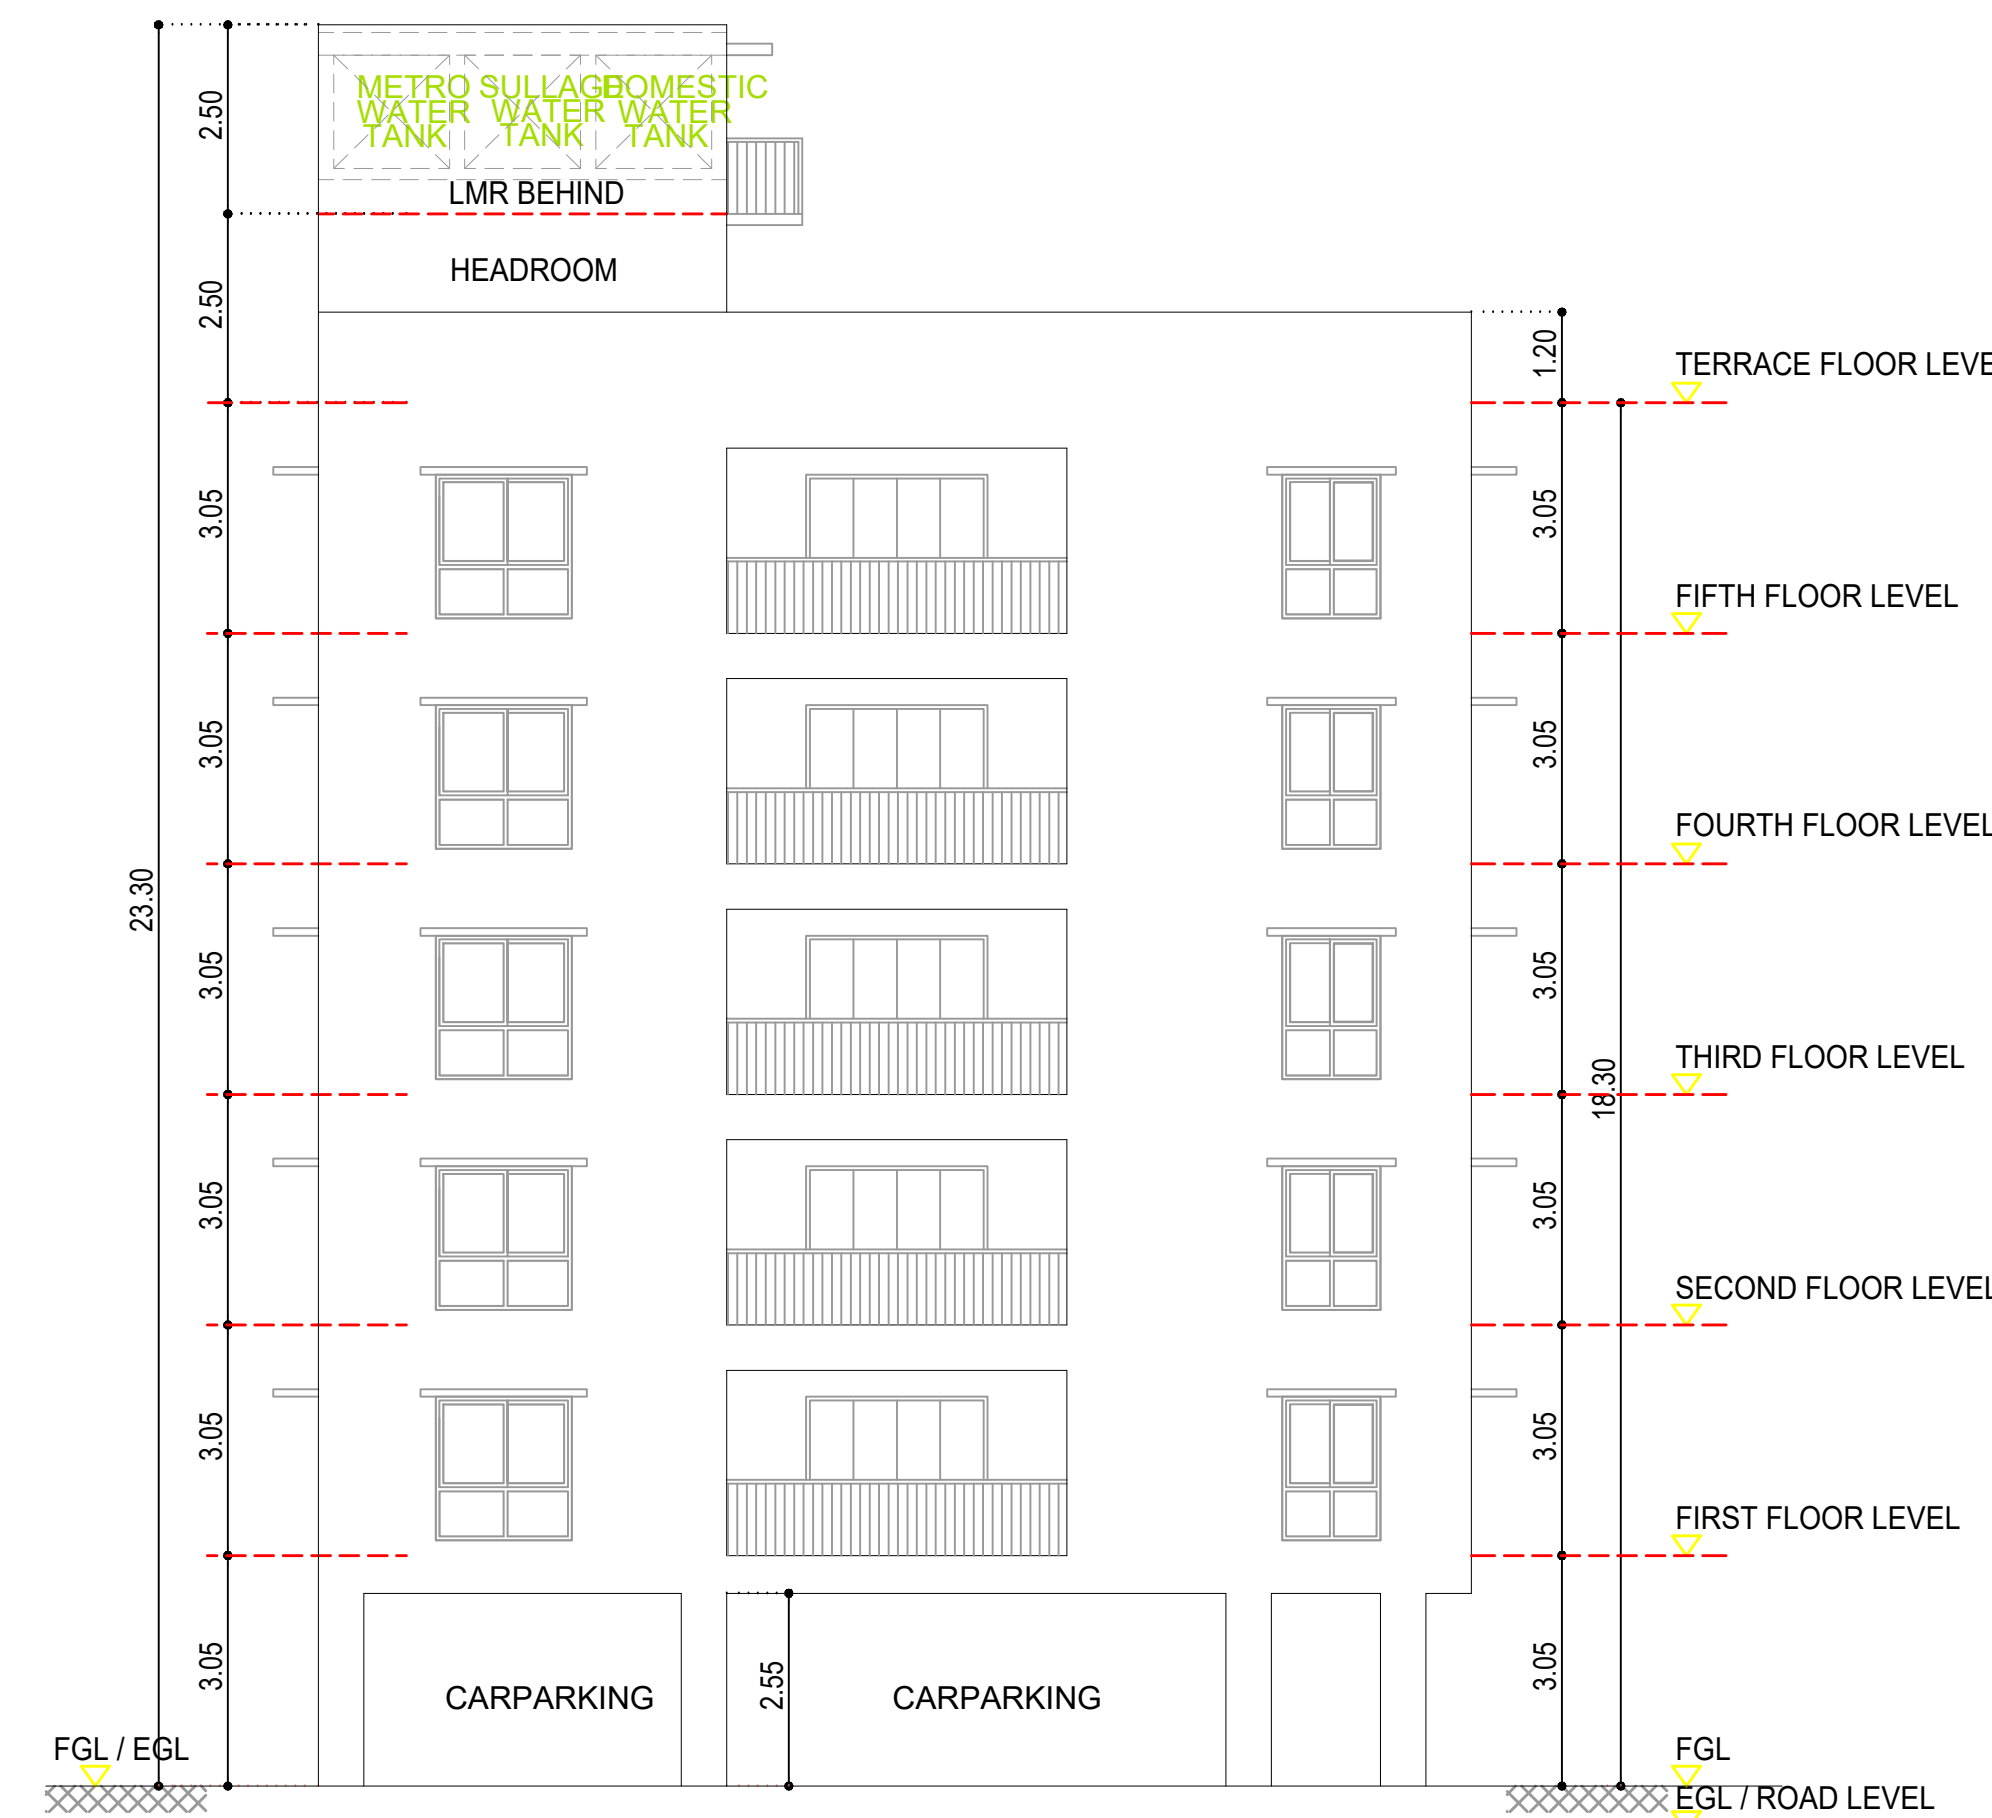 METRO
WATER
TANK
SULLAGE
WATER
TANK
DOMESTIC
WATER
TANK
LMR BEHIND
HEADROOM
2.50
2.50
3.05
3.05
3.05
3.05
3.05
3.05
23.30
1.20
3.05
3.05
3.05
3.05
3.05
3.05
18.30
TERRACE FLOOR LEVE
FIFTH FLOOR LEVEL
FOURTH FLOOR LEVEL
THIRD FLOOR LEVEL
SECOND FLOOR LEVEL
FIRST FLOOR LEVEL
CARPARKING
2.55
CARPARKING
FGL / EGL
FGL
EGL / ROAD LEVEL